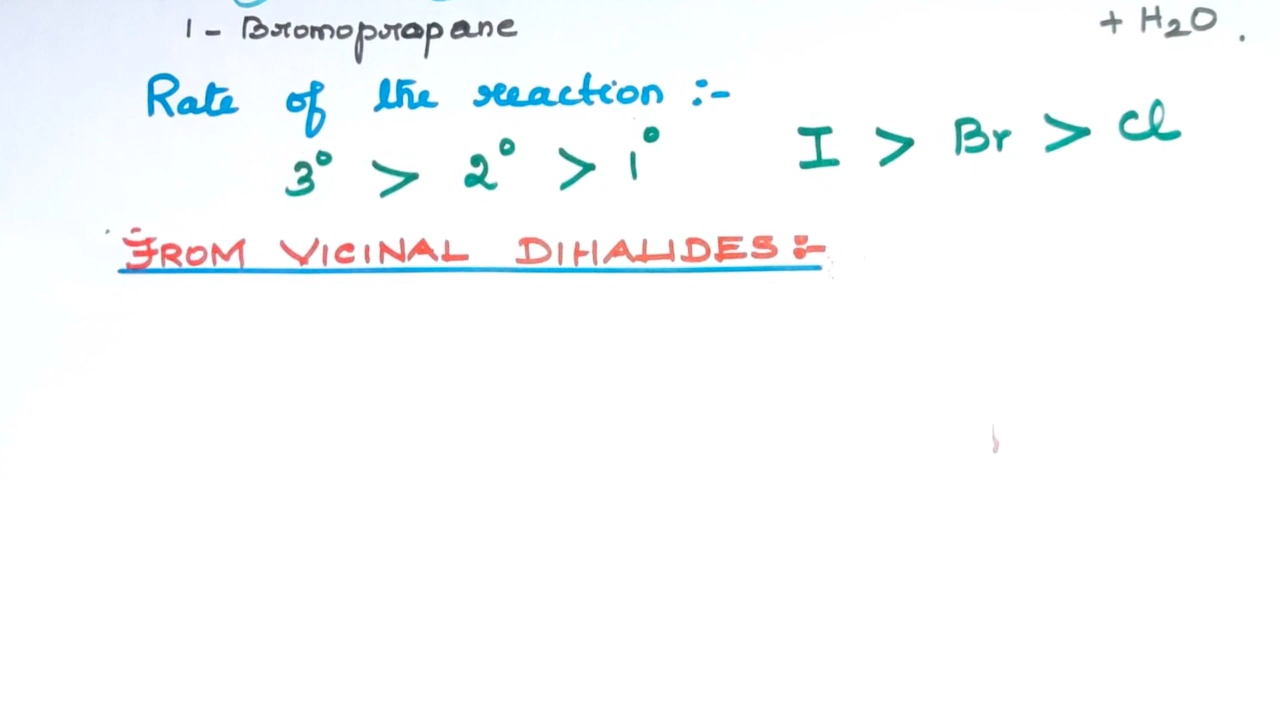 1 - Bromopropane
+ H₂O.
Rate of the reaction :-
3° > 2° > 1°
I > Br > Cl
FROM VICINAL DIHALIDES :-